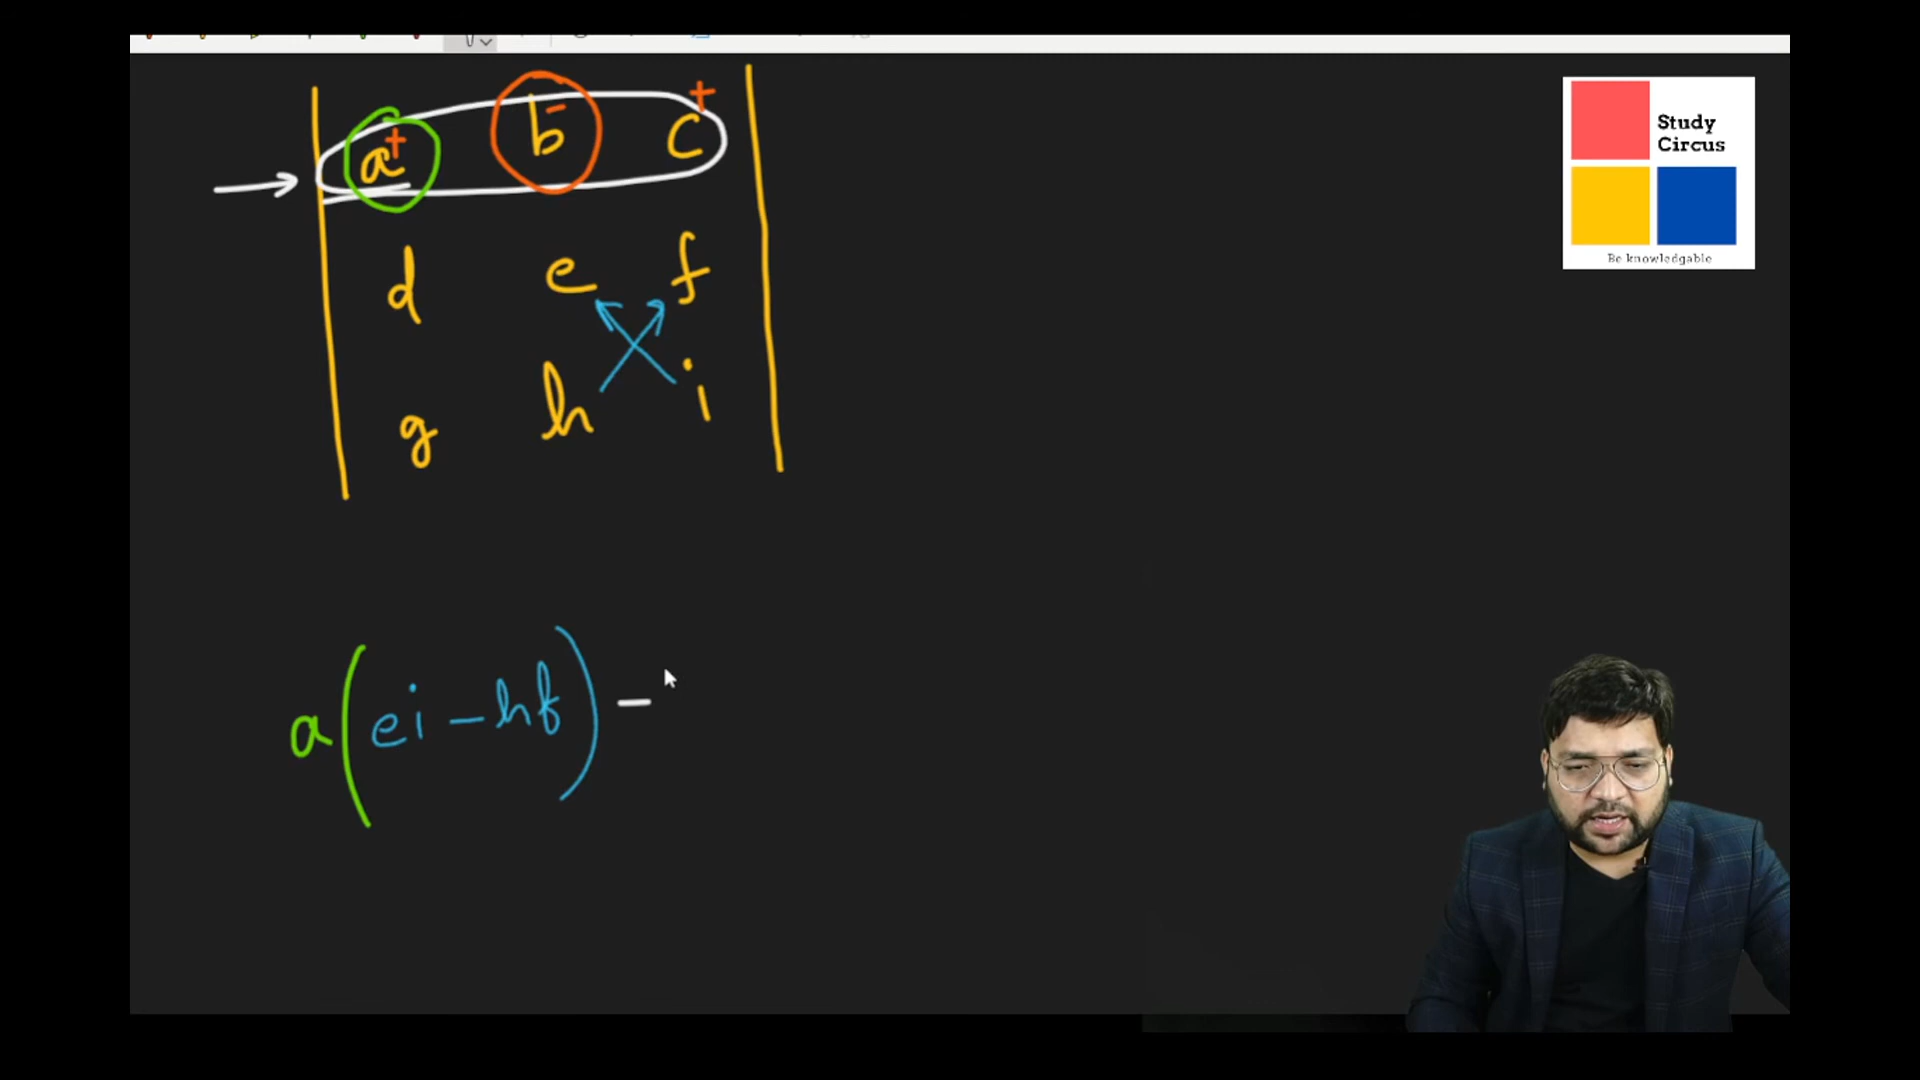 Study
Circus
Be knowledgable
+ - +
a b c
d e f
g h i
a(ei - hf) -